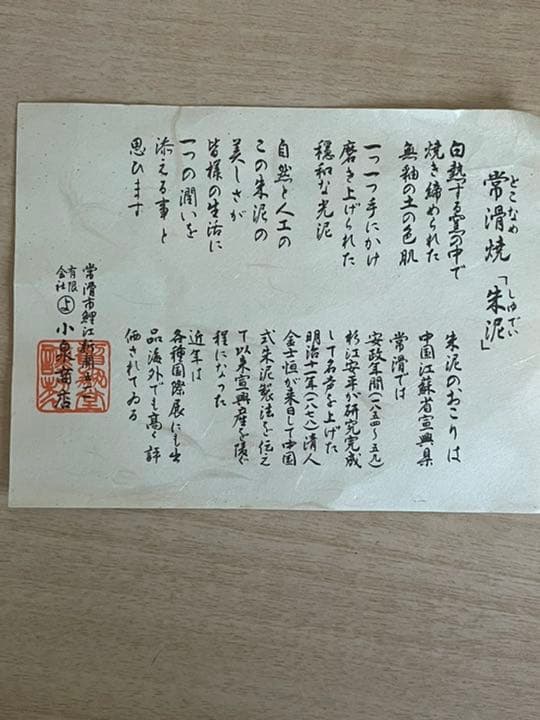 とこなめ
常滑焼
しゅでい
「朱泥」
白熱する窯の中で
焼き締められた
無釉の土の色肌
一つ一つ手にかけ
磨き上げられた
穏和な光泥
自然と人工の
この朱泥の
美しさが
皆様の生活に
一つの潤いを
添える事と
思ひます
朱泥のおこりは
中国江蘇省宣興県
常滑では
安政年間(一八五四〜五九)
杉江安平が研究完成
して名声を上げた
明治十一年(一八七八)清人
金士恒が来日して中国
式朱泥製法を伝え
て以来宣興産を陵ぐ
程になった
近年は
各種国際展にも出
品海外でも高く評
価されてゐる
常滑市鯉江新開
有限会社
よ
小泉商店